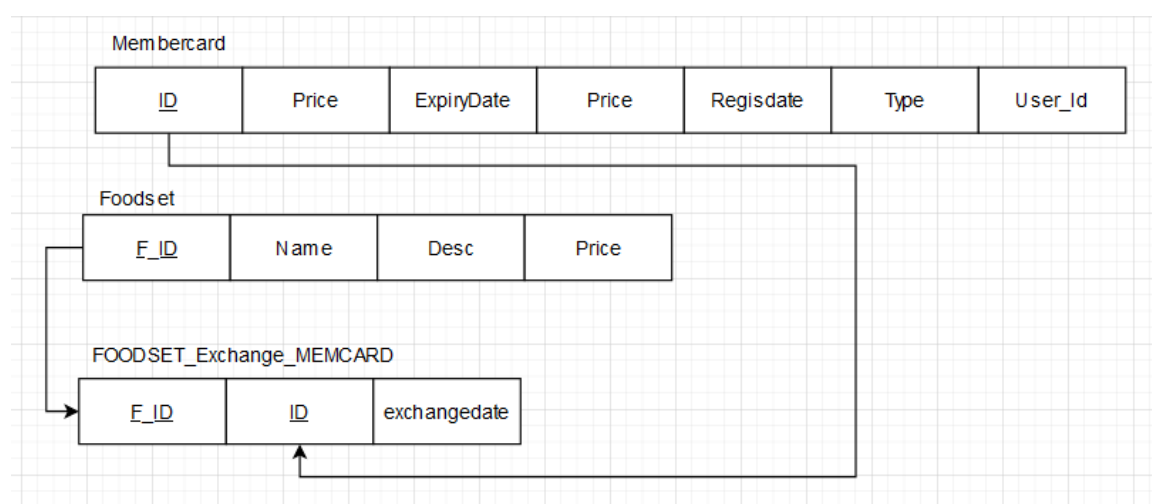 Membercard
ID Price ExpiryDate Price Regisdate Type User_Id
Foodset
F_ID Name Desc Price
FOODSET_Exchange_MEMCARD
F_ID ID exchangedate